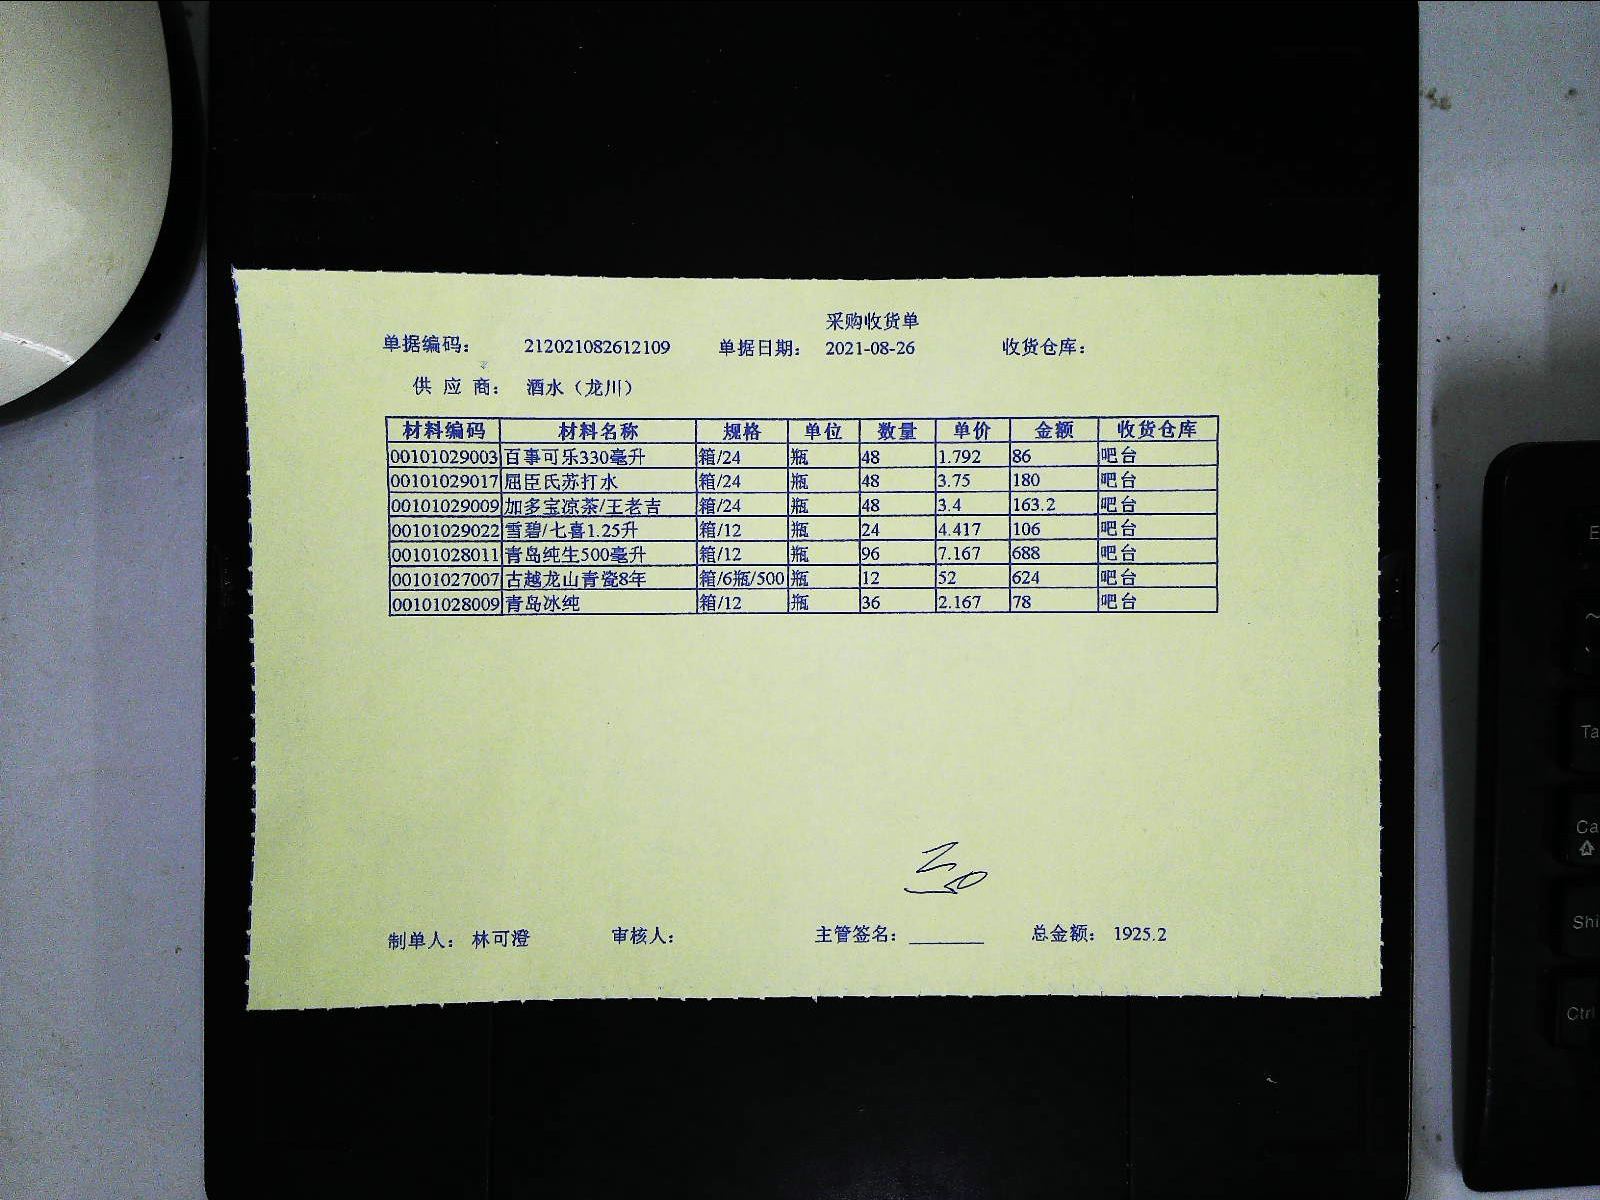 采购收货单
单据编码： 212021082612109 单据日期： 2021-08-26 收货仓库：
供 应 商： 酒水（龙川）
材料编码 材料名称 规格 单位 数量 单价 金额 收货仓库
00101029003 百事可乐330毫升 箱/24 瓶 48 1.792 86 吧台
00101029017 屈臣氏苏打水 箱/24 瓶 48 3.75 180 吧台
00101029009 加多宝凉茶/王老吉 箱/24 瓶 48 3.4 163.2 吧台
00101029022 雪碧/七喜1.25升 箱/12 瓶 24 4.417 106 吧台
00101028011 青岛纯生500毫升 箱/12 瓶 96 7.167 688 吧台
00101027007 古越龙山青瓷8年 箱/6瓶/500 瓶 12 52 624 吧台
00101028009 青岛冰纯 箱/12 瓶 36 2.167 78 吧台
制单人： 林可澄 审核人： 主管签名： 总金额： 1925.2
Ta
Ca
Shi
Ctrl